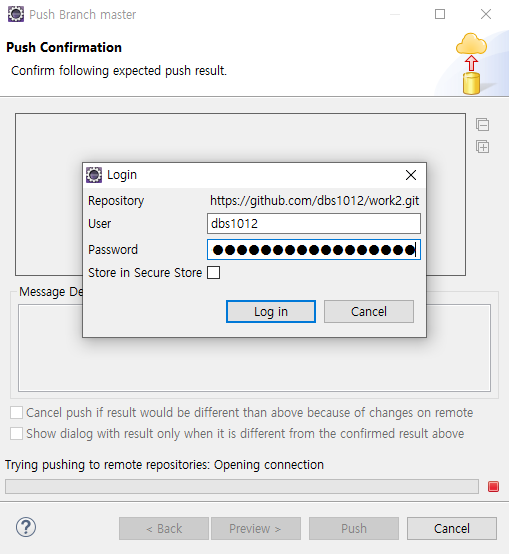 Push Branch master
Push Confirmation
Confirm following expected push result.
Login
Repository https://github.com/dbs1012/work2.git
User dbs1012
Password ●●●●●●●●●●●●●●●●●
Store in Secure Store
Log in Cancel
Message De
Cancel push if result would be different than above because of changes on remote
Show dialog with result only when it is different from the confirmed result above
Trying pushing to remote repositories: Opening connection
? < Back Preview > Push Cancel